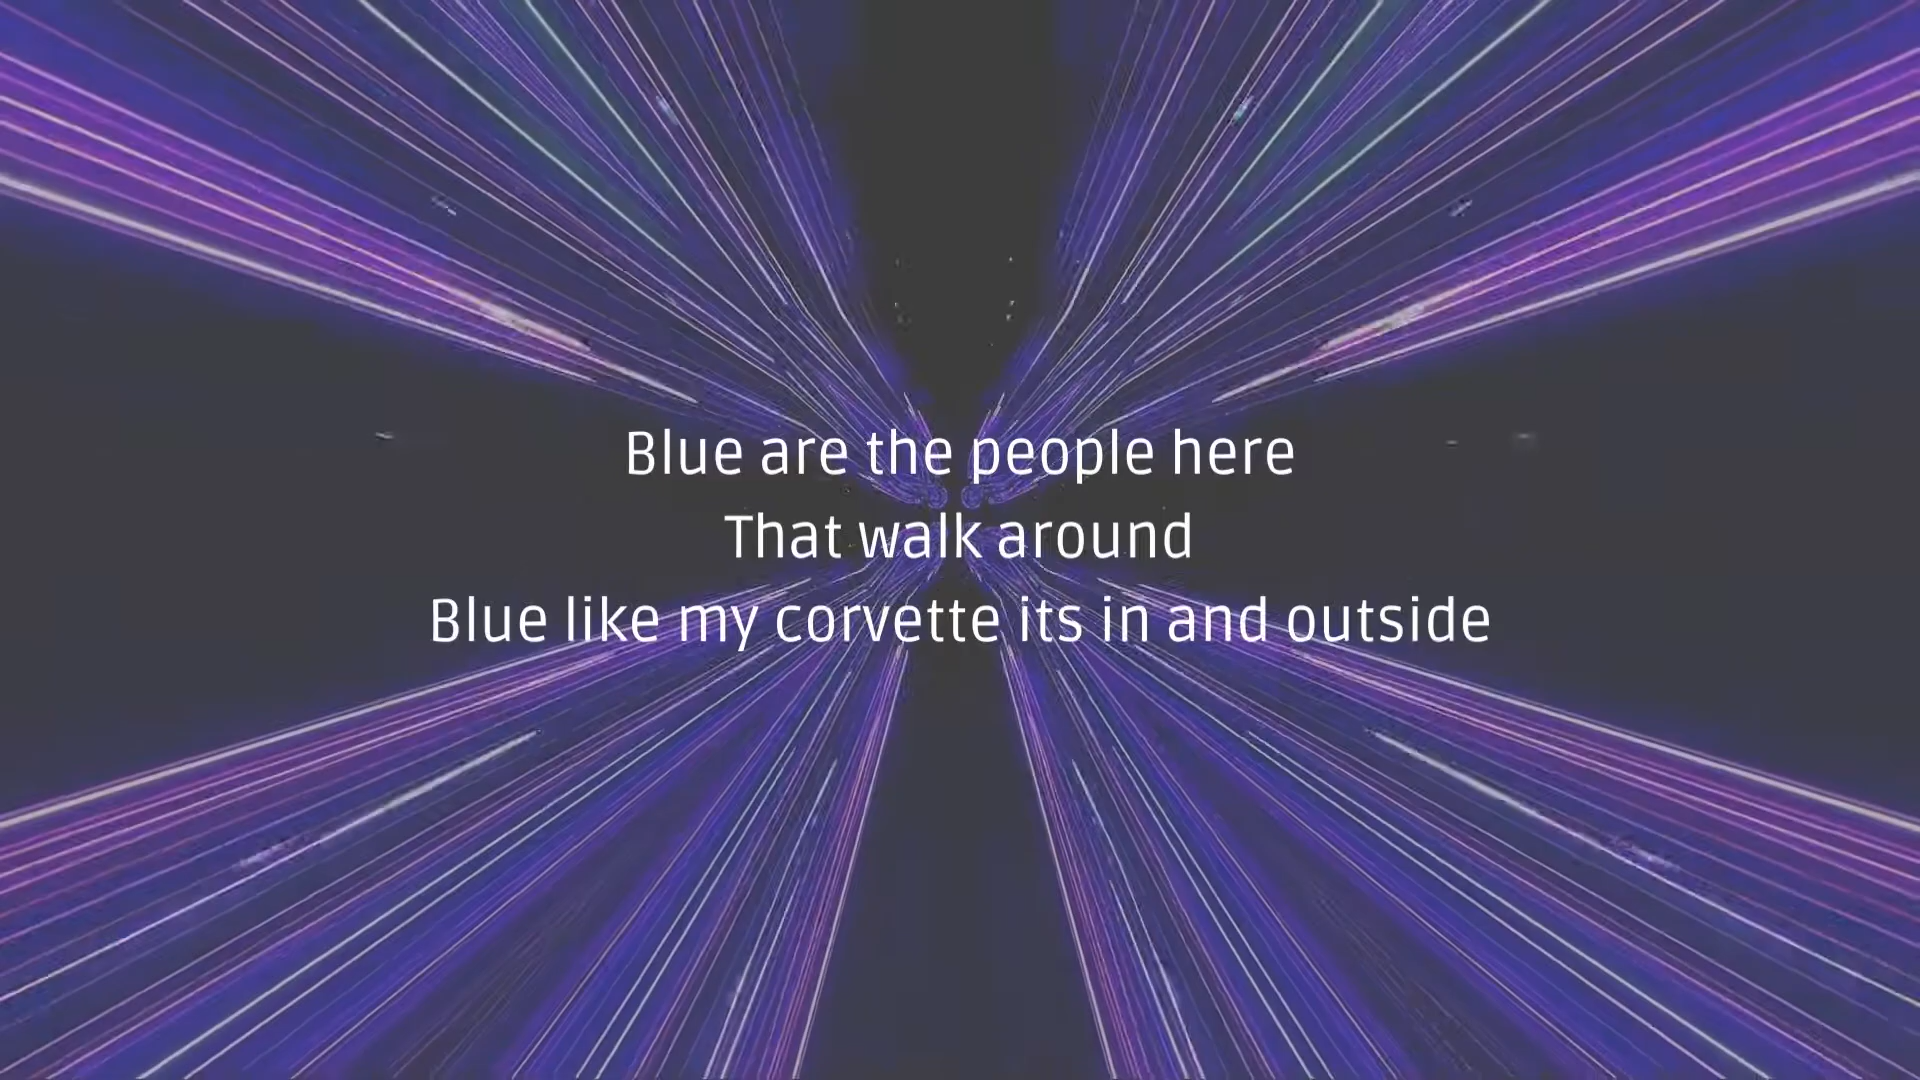 Blue are the people here
That walk around
Blue like my corvette its in and outside